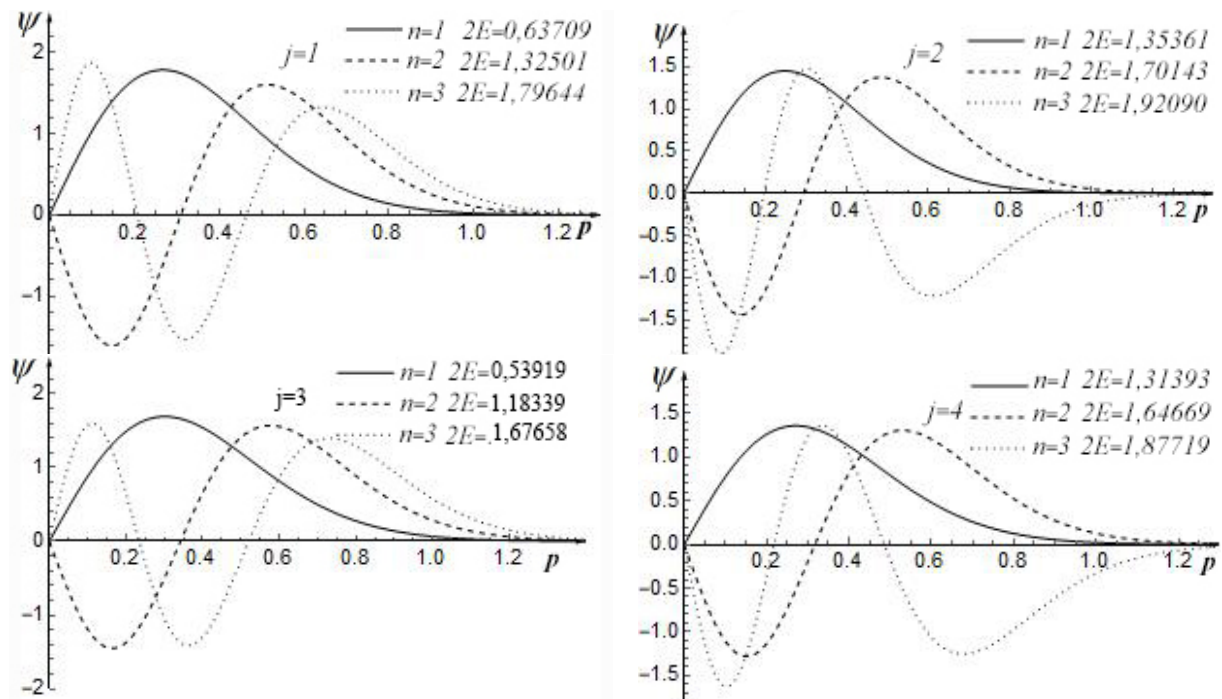 ψ
j=1
n=1 2E=0,63709
n=2 2E=1,32501
n=3 2E=1,79644
2
1
0
−1
0.2 0.4 0.6 0.8 1.0 1.2 p
ψ
j=2
n=1 2E=1,35361
n=2 2E=1,70143
n=3 2E=1,92090
1.5
1.0
0.5
0.0
−0.5
−1.0
−1.5
0.2 0.4 0.6 0.8 1.0 1.2 p
ψ
j=3
n=1 2E=0,53919
n=2 2E=1,18339
n=3 2E=1,67658
2
1
0
−1
−2
0.2 0.4 0.6 0.8 1.0 1.2 p
ψ
j=4
n=1 2E=1,31393
n=2 2E=1,64669
n=3 2E=1,87719
1.5
1.0
0.5
0.0
−0.5
−1.0
−1.5
0.2 0.4 0.6 0.8 1.0 1.2 p